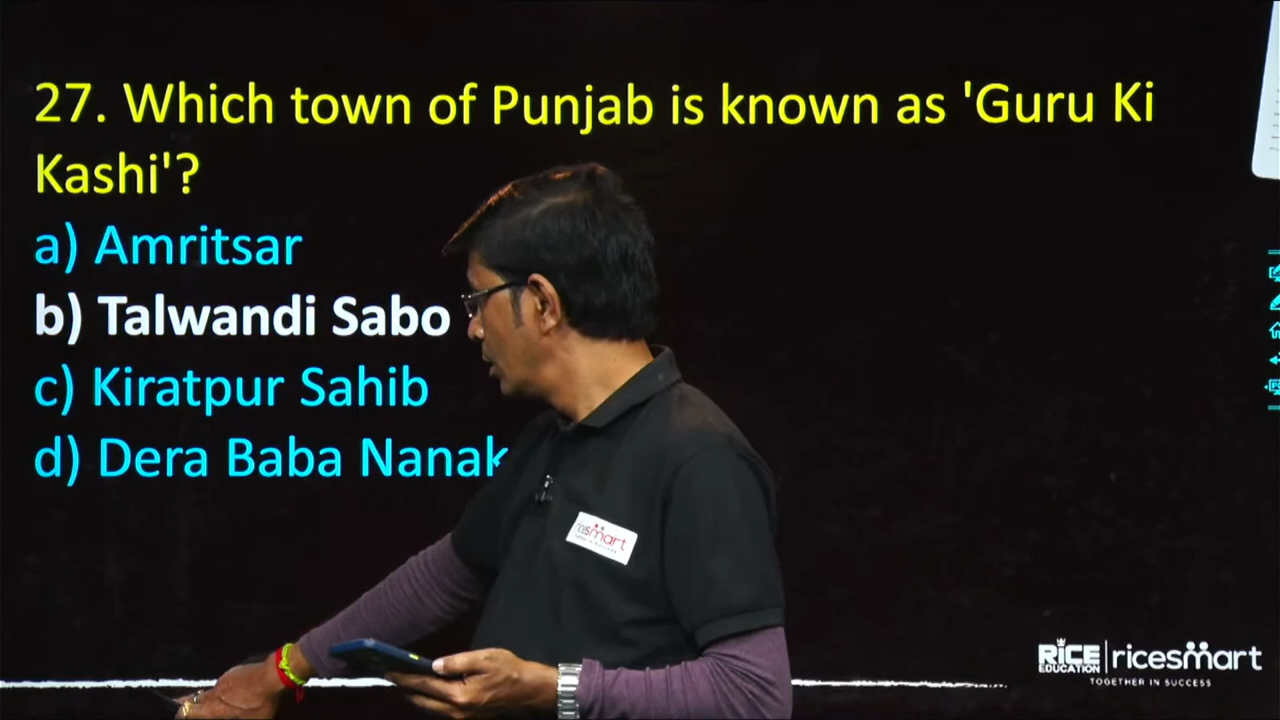 27. Which town of Punjab is known as 'Guru Ki
Kashi'?
a) Amritsar
b) Talwandi Sabo
c) Kiratpur Sahib
d) Dera Baba Nanak
ricesmart
RICE EDUCATION | ricesmart
TOGETHER IN SUCCESS